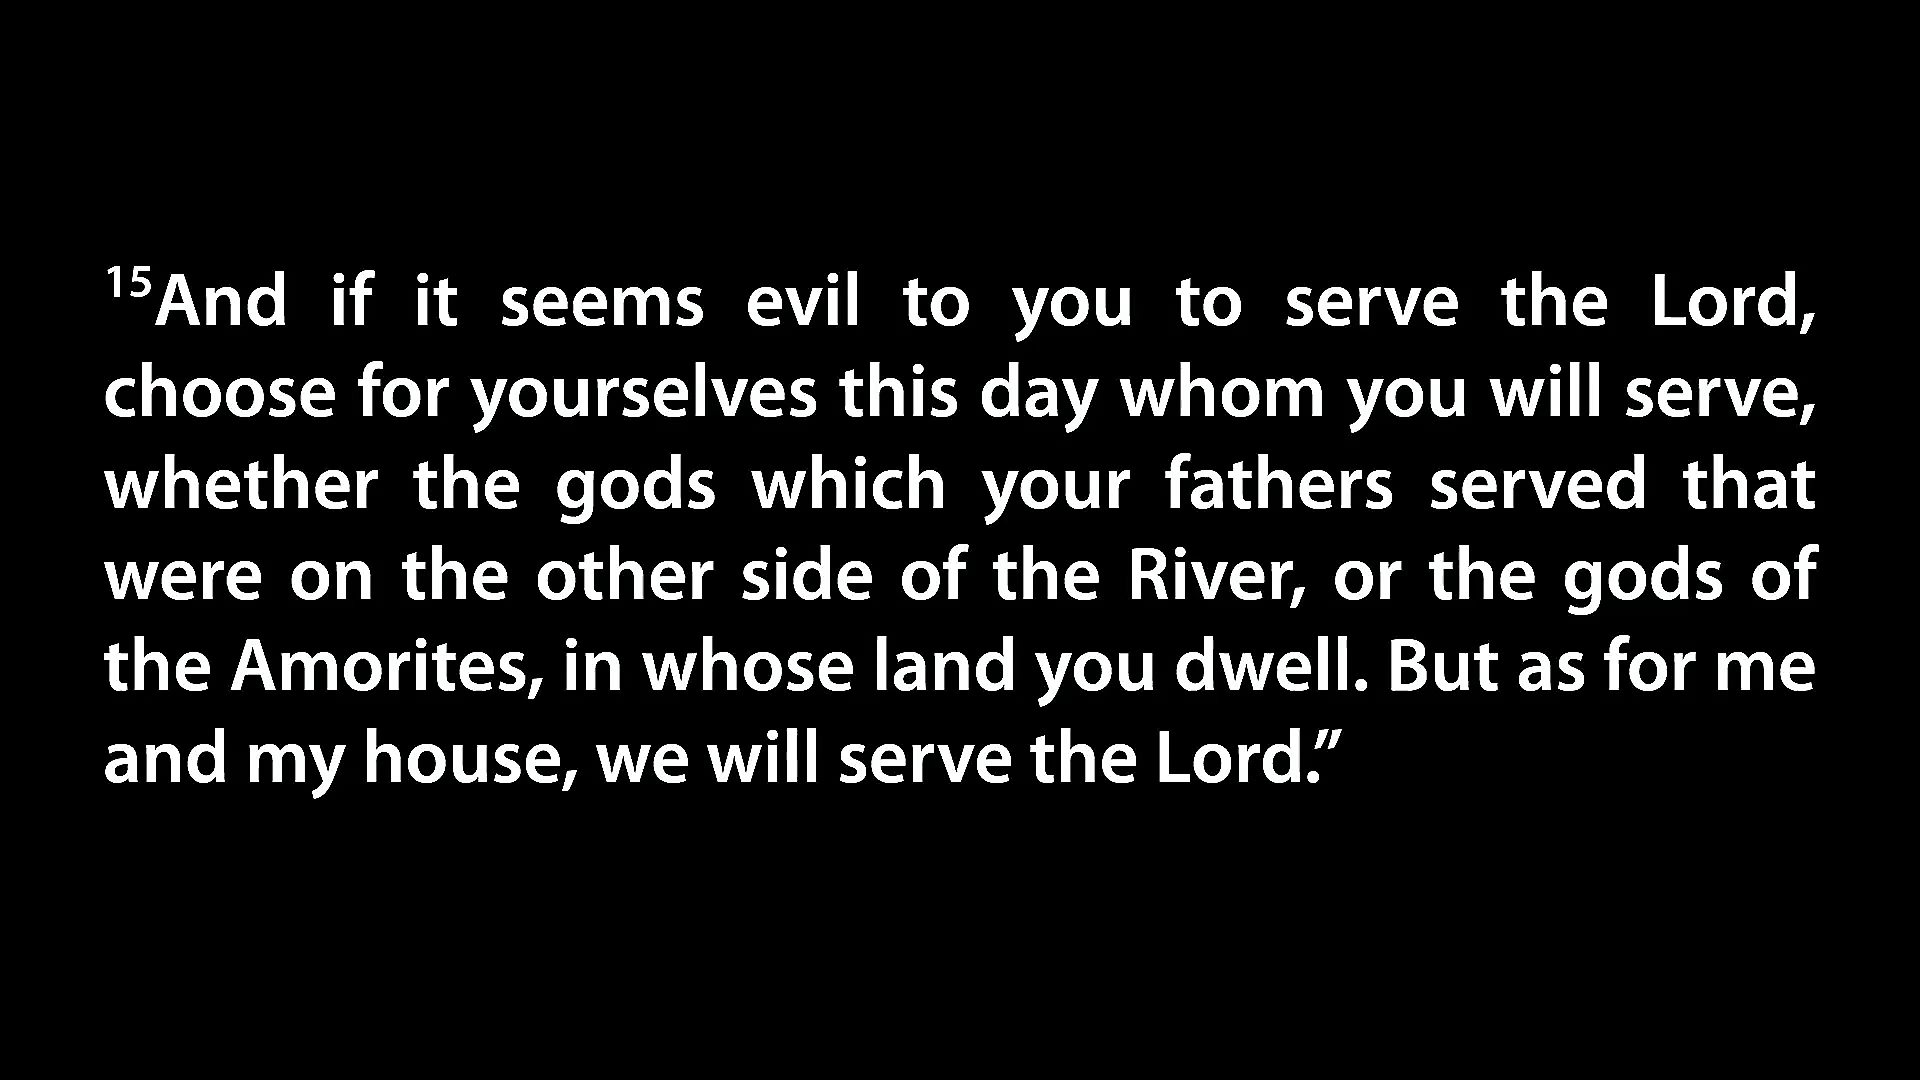 ¹⁵And if it seems evil to you to serve the Lord,
choose for yourselves this day whom you will serve,
whether the gods which your fathers served that
were on the other side of the River, or the gods of
the Amorites, in whose land you dwell. But as for me
and my house, we will serve the Lord.”